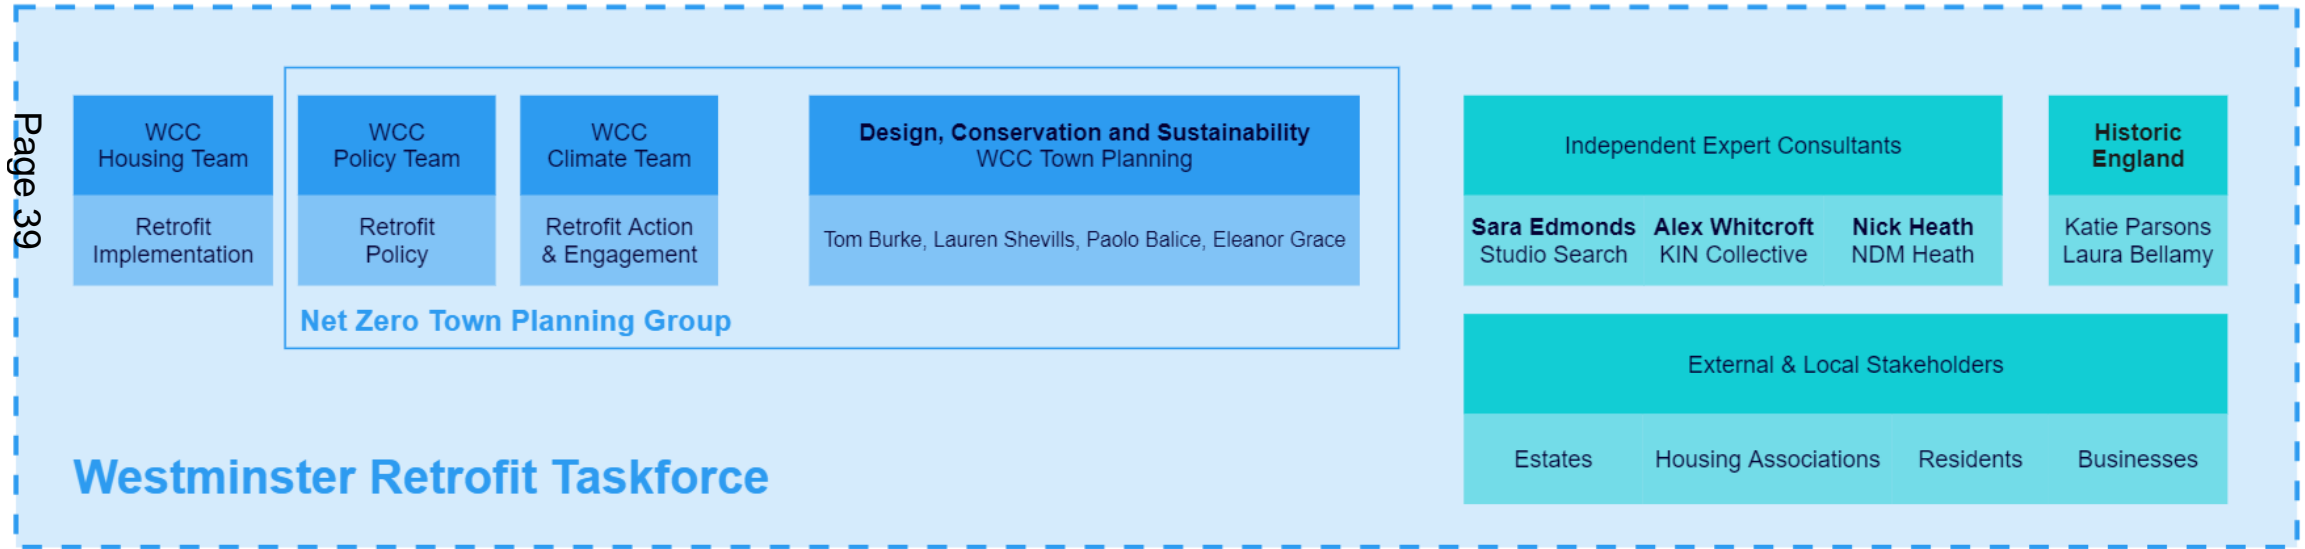 Page 39
WCC
Housing Team
Retrofit
Implementation
WCC
Policy Team
Retrofit
Policy
WCC
Climate Team
Retrofit Action
& Engagement
Design, Conservation and Sustainability
WCC Town Planning
Tom Burke, Lauren Shevills, Paolo Balice, Eleanor Grace
Net Zero Town Planning Group
Independent Expert Consultants
Sara Edmonds
Studio Search
Alex Whitcroft
KIN Collective
Nick Heath
NDM Heath
Historic
England
Katie Parsons
Laura Bellamy
External & Local Stakeholders
Estates
Housing Associations
Residents
Businesses
Westminster Retrofit Taskforce